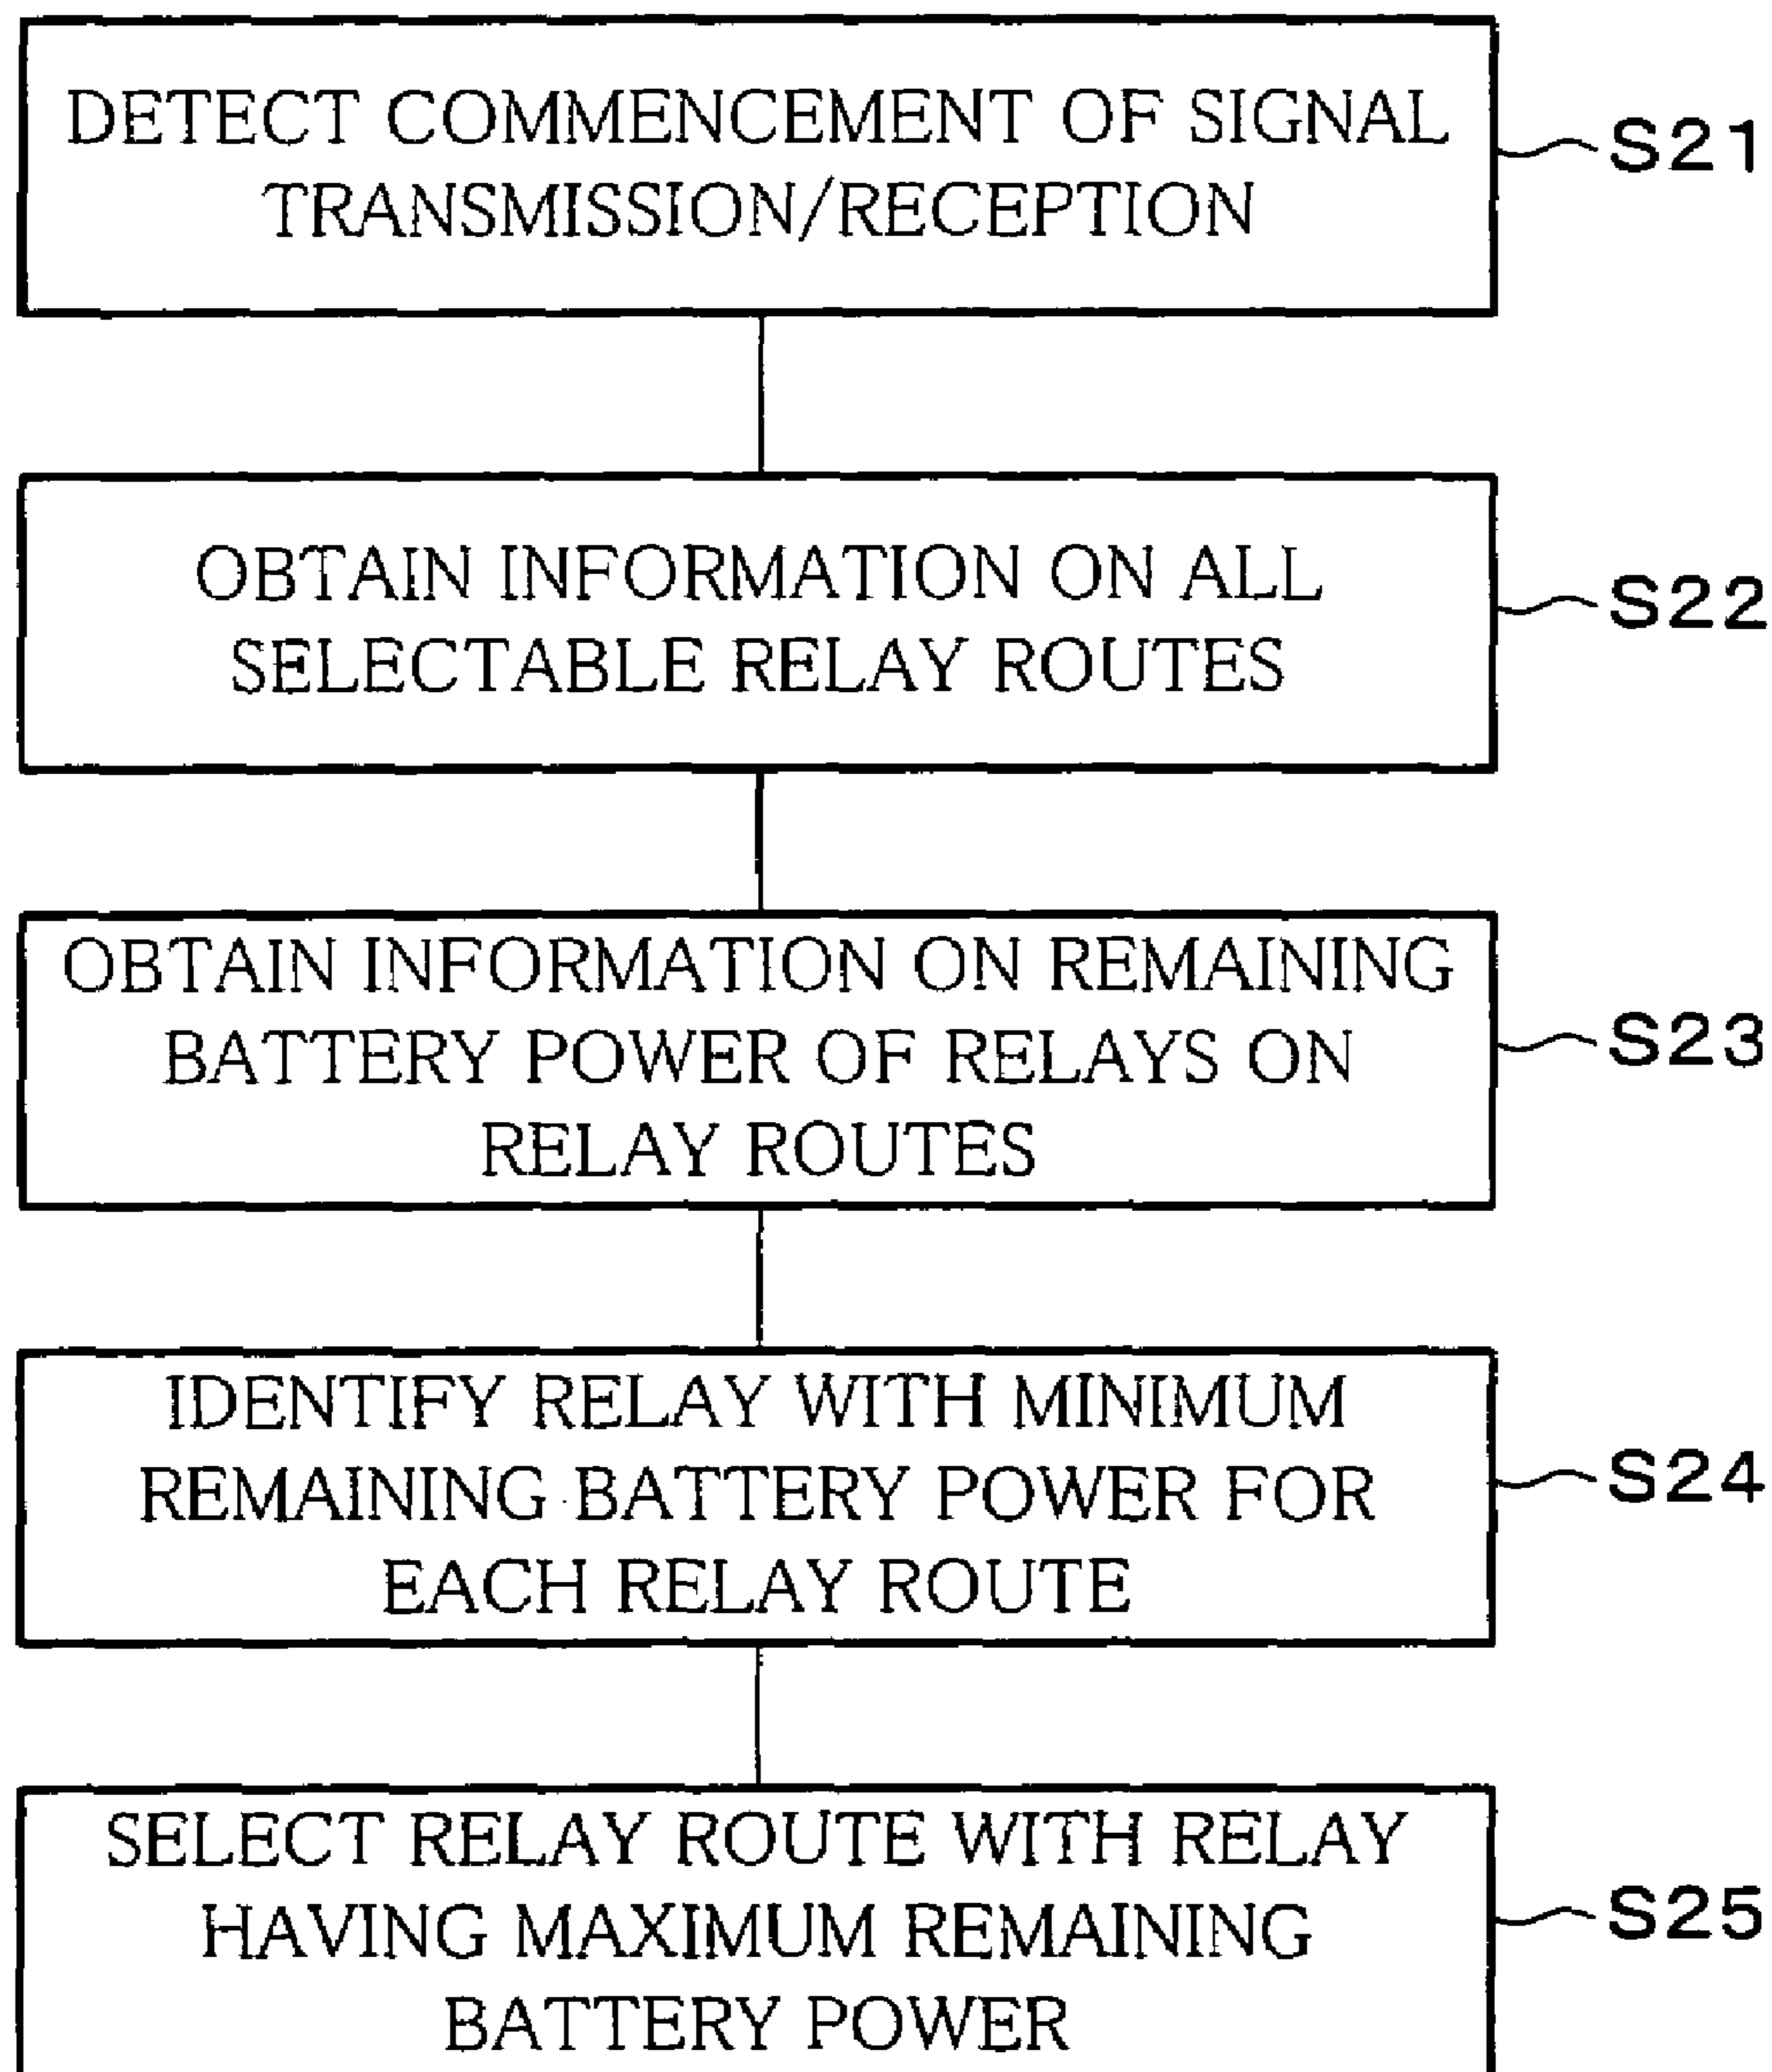 DETECT COMMENCEMENT OF SIGNAL
TRANSMISSION/RECEPTION
S21
OBTAIN INFORMATION ON ALL
SELECTABLE RELAY ROUTES
S22
OBTAIN INFORMATION ON REMAINING
BATTERY POWER OF RELAYS ON
RELAY ROUTES
S23
IDENTIFY RELAY WITH MINIMUM
REMAINING BATTERY POWER FOR
EACH RELAY ROUTE
S24
SELECT RELAY ROUTE WITH RELAY
HAVING MAXIMUM REMAINING
BATTERY POWER
S25